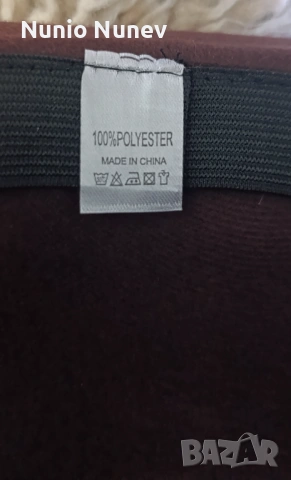 Nunio Nunev
100%POLYESTER
MADE IN CHINA
BAZAR